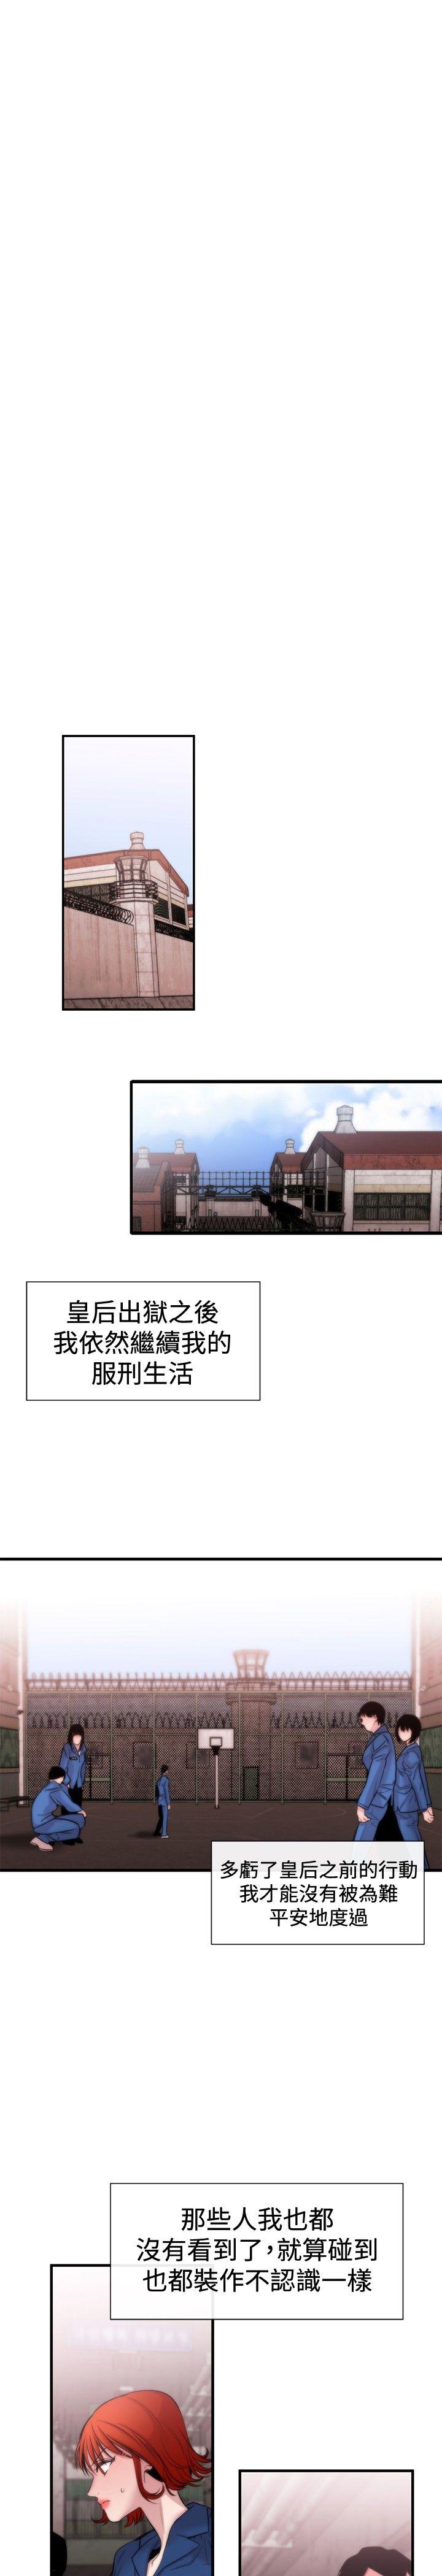 皇后出獄之後
我依然繼續我的
服刑生活
多虧了皇后之前的行動
我才能沒有被為難
平安地度過
那些人我也都
沒有看到了,就算碰到
也都裝作不認識一樣